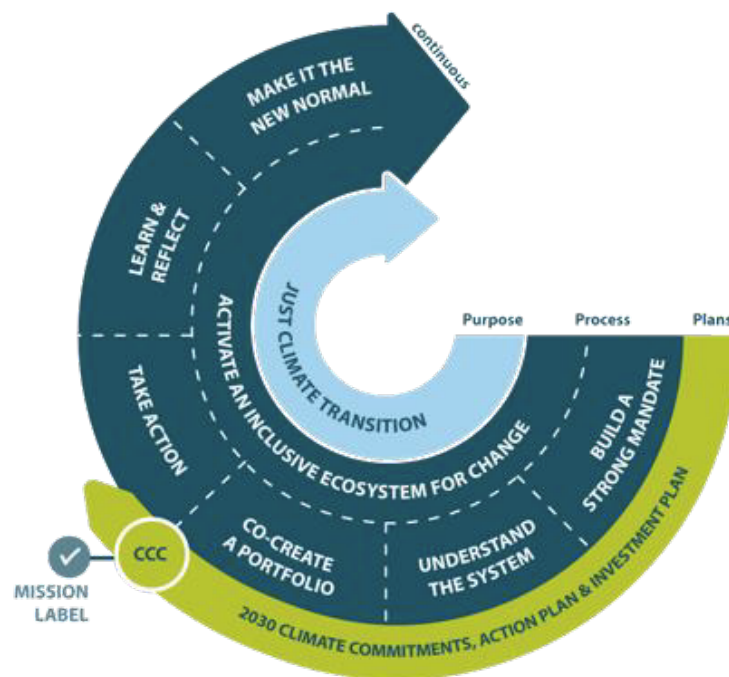 continuous
MAKE IT THE
NEW NORMAL
LEARN &
REFLECT
TAKE ACTION
CO-CREATE
A PORTFOLIO
UNDERSTAND
THE SYSTEM
BUILD A
STRONG MANDATE
ACTIVATE AN INCLUSIVE ECOSYSTEM FOR CHANGE
JUST CLIMATE TRANSITION
Purpose
Process
Plans
2030 CLIMATE COMMITMENTS, ACTION PLAN & INVESTMENT PLAN
CCC
MISSION
LABEL